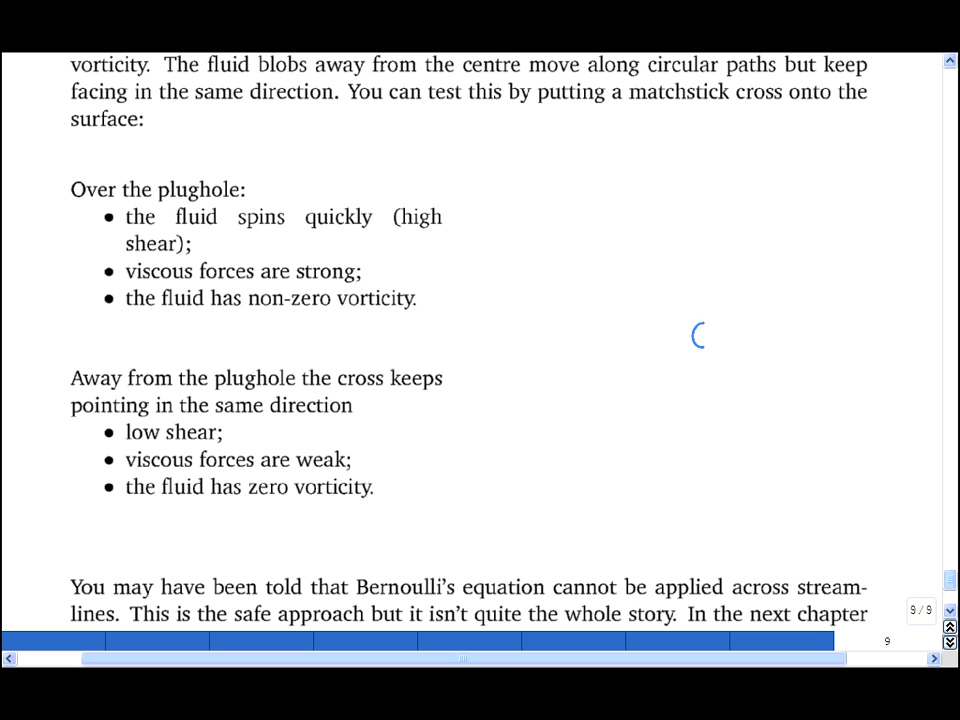 vorticity. The fluid blobs away from the centre move along circular paths but keep
facing in the same direction. You can test this by putting a matchstick cross onto the
surface:
Over the plughole:
• the fluid spins quickly (high
shear);
• viscous forces are strong;
• the fluid has non-zero vorticity.
Away from the plughole the cross keeps
pointing in the same direction
• low shear;
• viscous forces are weak;
• the fluid has zero vorticity.
You may have been told that Bernoulli's equation cannot be applied across stream-
lines. This is the safe approach but it isn't quite the whole story. In the next chapter
9 / 9
9